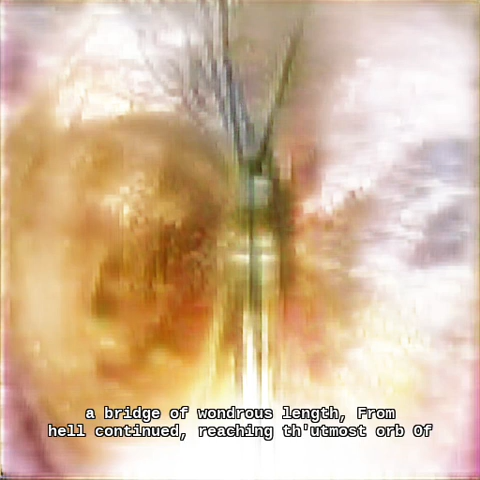 a bridge of wondrous length, From
hell continued, reaching th'utmost orb Of